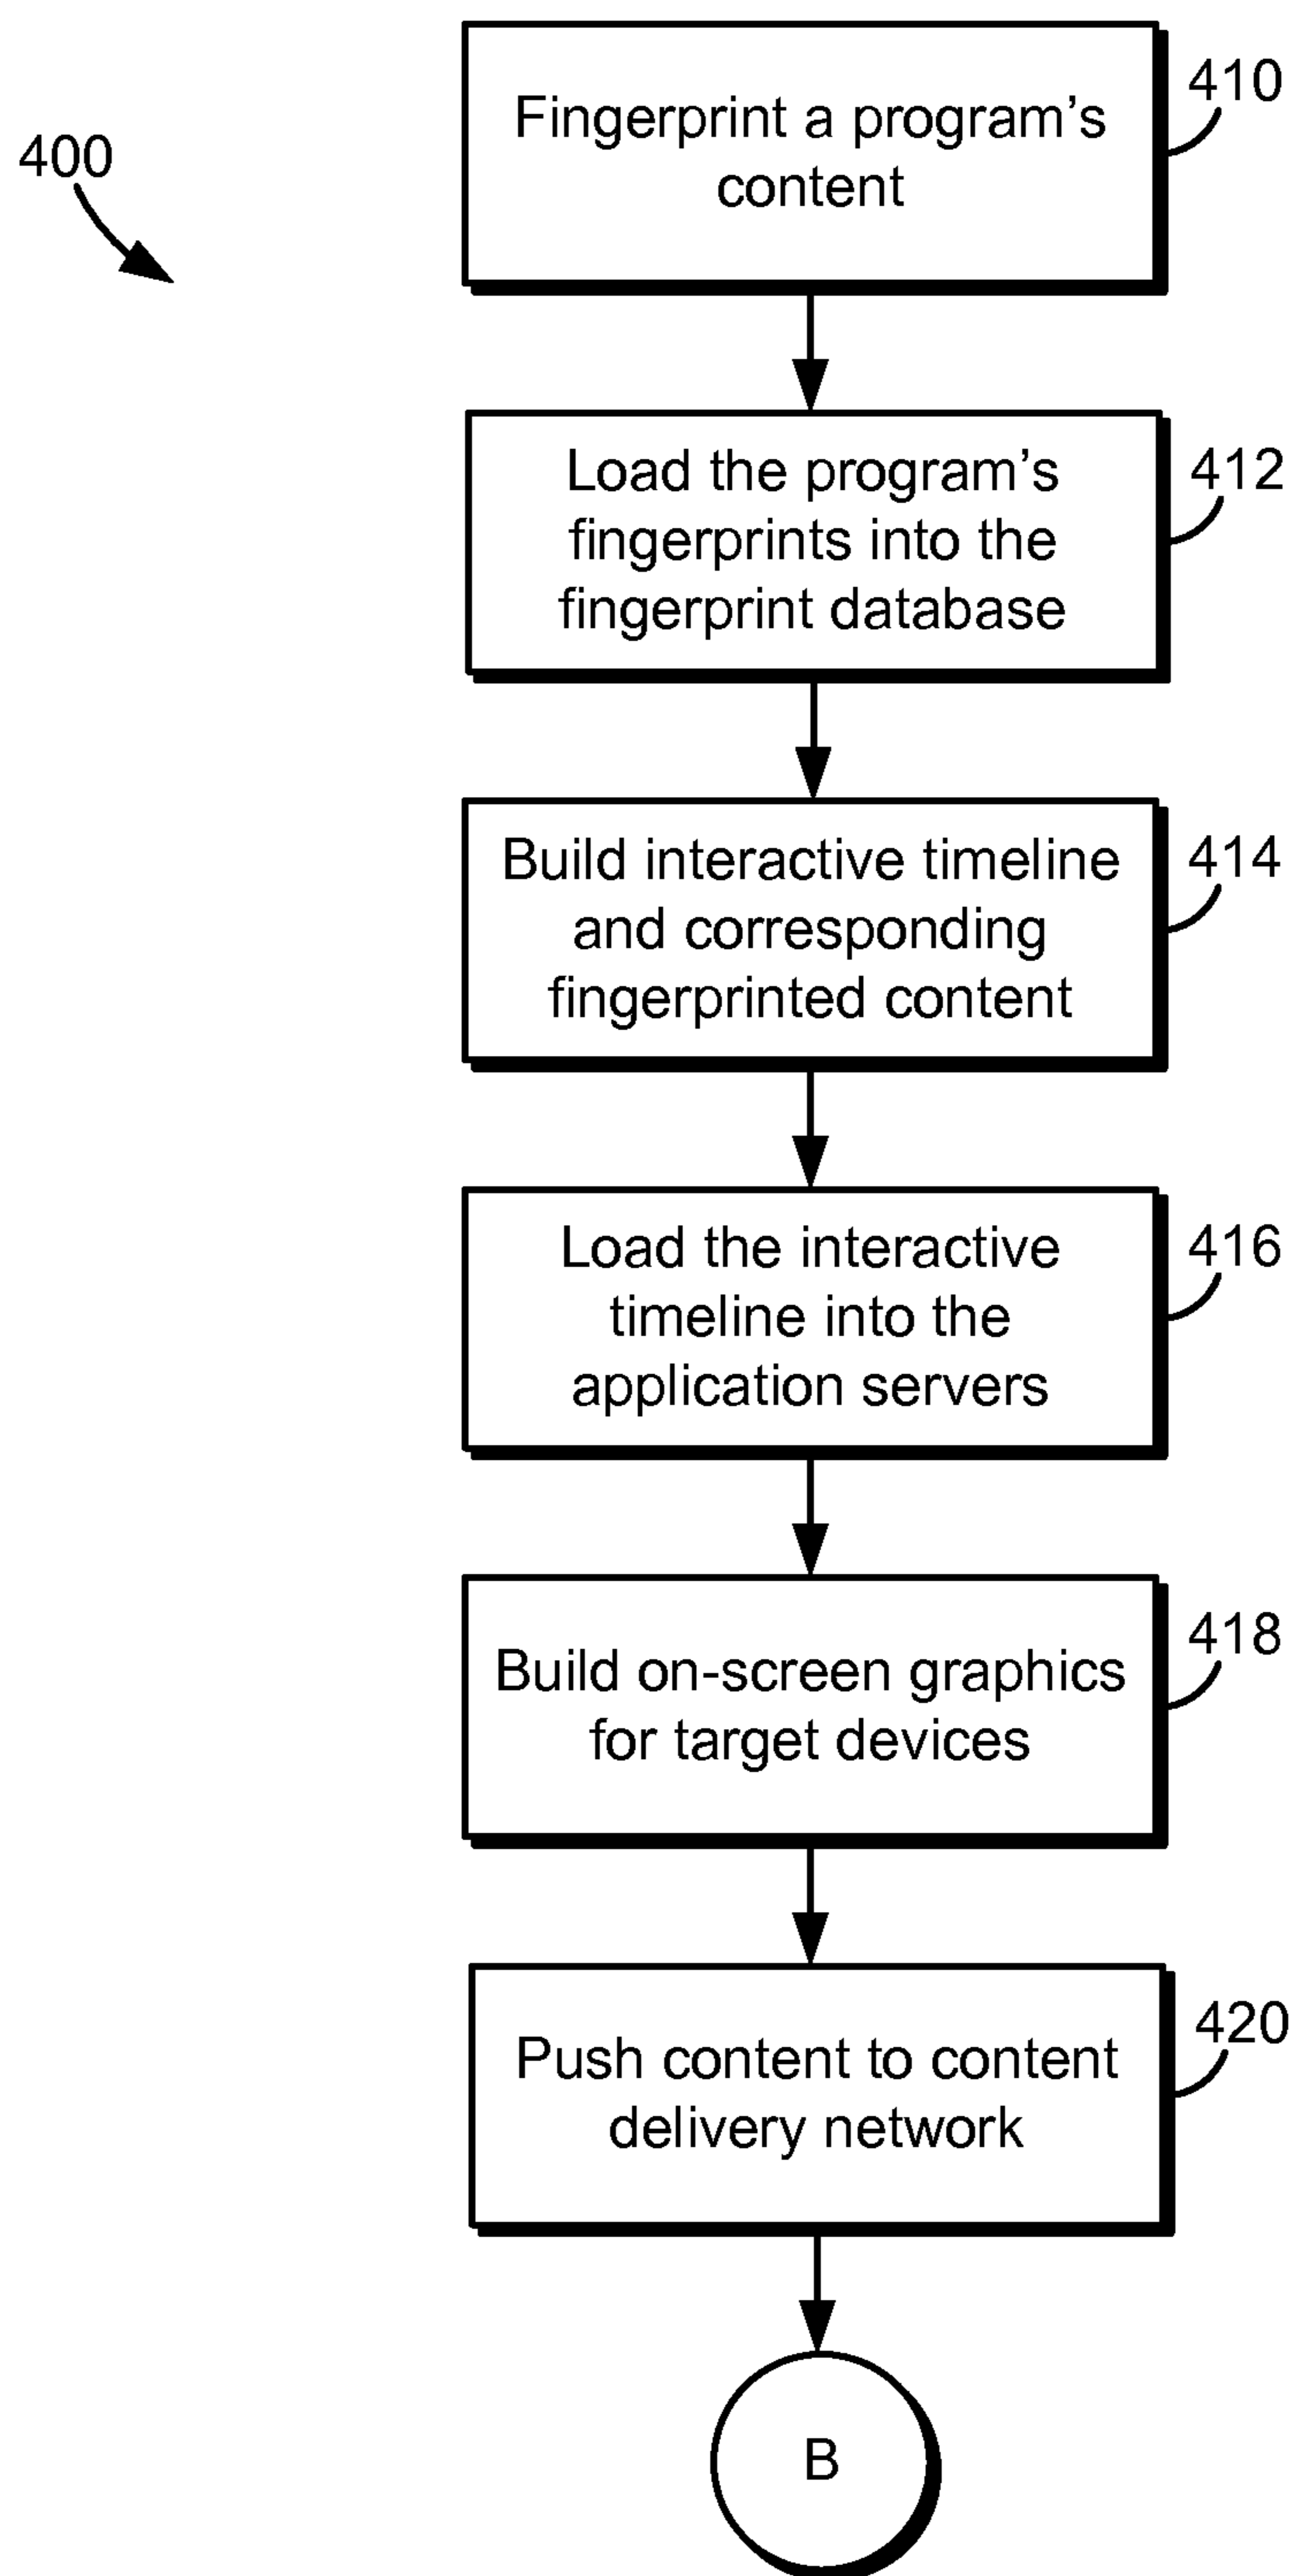 400
Fingerprint a program’s
content
410
Load the program’s
fingerprints into the
fingerprint database
412
Build interactive timeline
and corresponding
fingerprinted content
414
Load the interactive
timeline into the
application servers
416
Build on-screen graphics
for target devices
418
Push content to content
delivery network
420
B